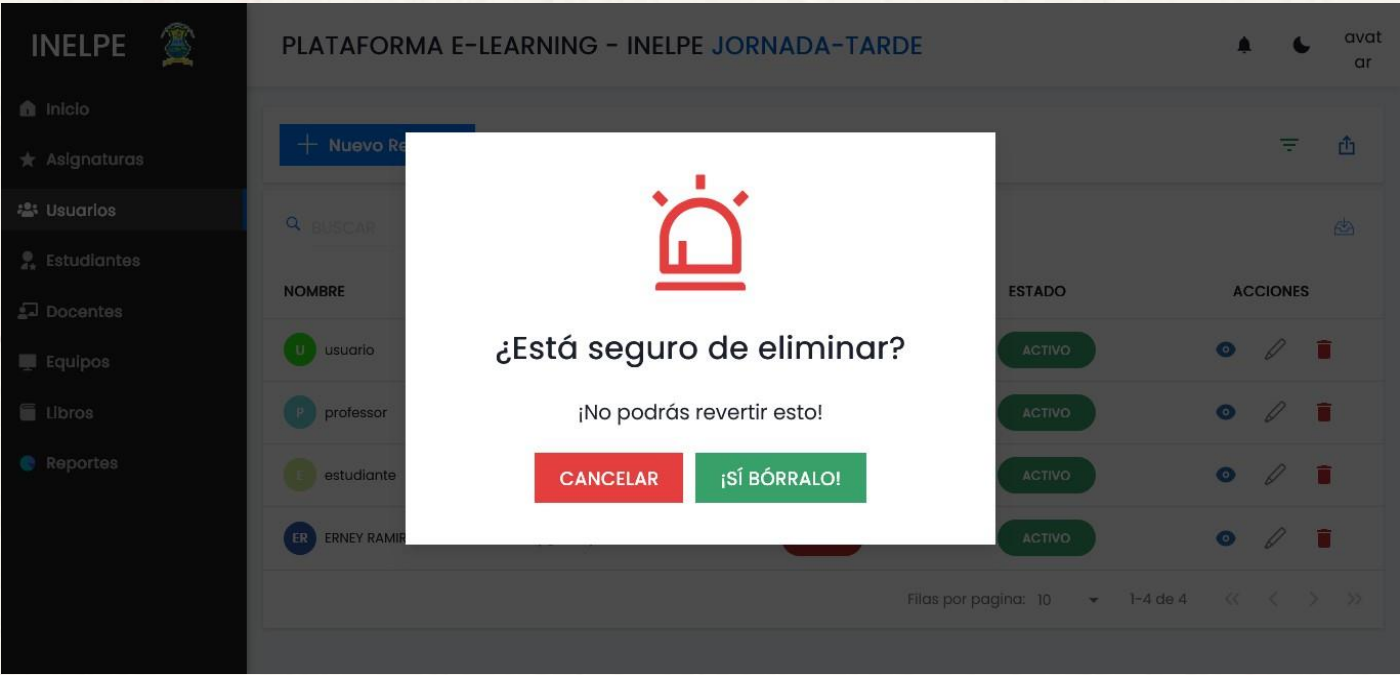 INELPE
PLATAFORMA E-LEARNING - INELPE JORNADA-TARDE
avat
ar
Inicio
Asignaturas
Usuarios
Estudiantes
Docentes
Equipos
Libros
Reportes
Nuevo Re
BUSCAR
NOMBRE ESTADO ACCIONES
U usuario ACTIVO
P professor ACTIVO
E estudiante ACTIVO
ER ERNEY RAMIR ACTIVO
Filas por pagina: 10 1-4 de 4
¿Está seguro de eliminar?
¡No podrás revertir esto!
CANCELAR ¡SÍ BÓRRALO!